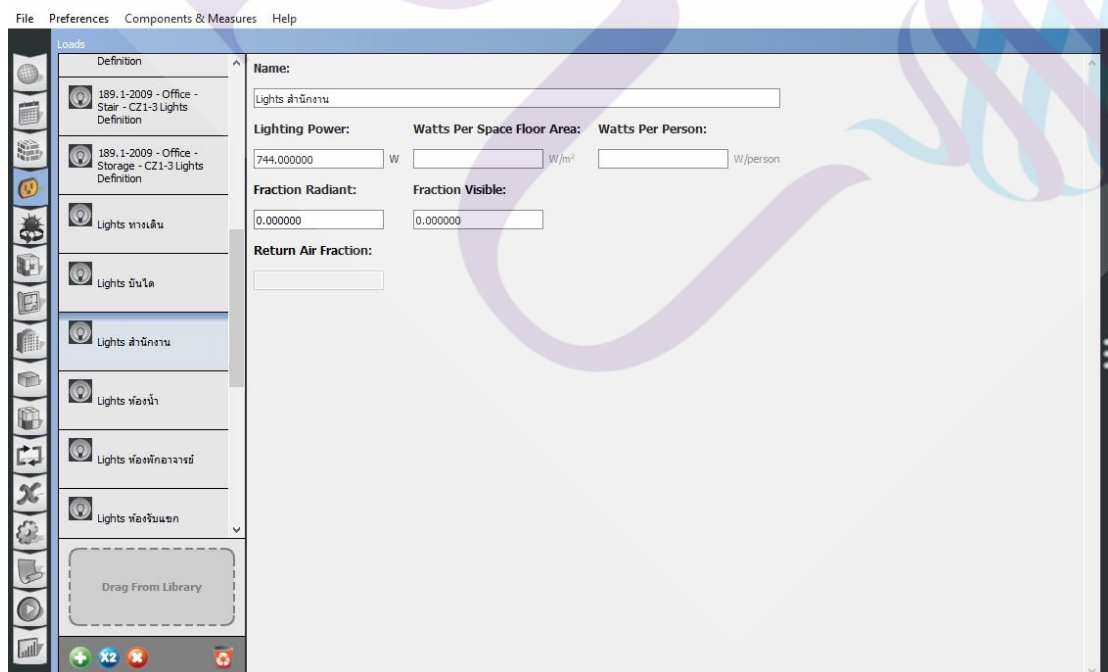 File Preferences Components & Measures Help
Loads
Definition
189.1-2009 - Office -
Stair - CZ1-3 Lights
Definition
189.1-2009 - Office -
Storage - CZ1-3 Lights
Definition
Lights ทางเดิน
Lights บันได
Lights สำนักงาน
Lights ห้องน้ำ
Lights ห้องพักอาจารย์
Lights ห้องรับแขก
Drag From Library
X2
Name:
Lights สำนักงาน
Lighting Power: Watts Per Space Floor Area: Watts Per Person:
744.000000 W W/m² W/person
Fraction Radiant: Fraction Visible:
0.000000 0.000000
Return Air Fraction: